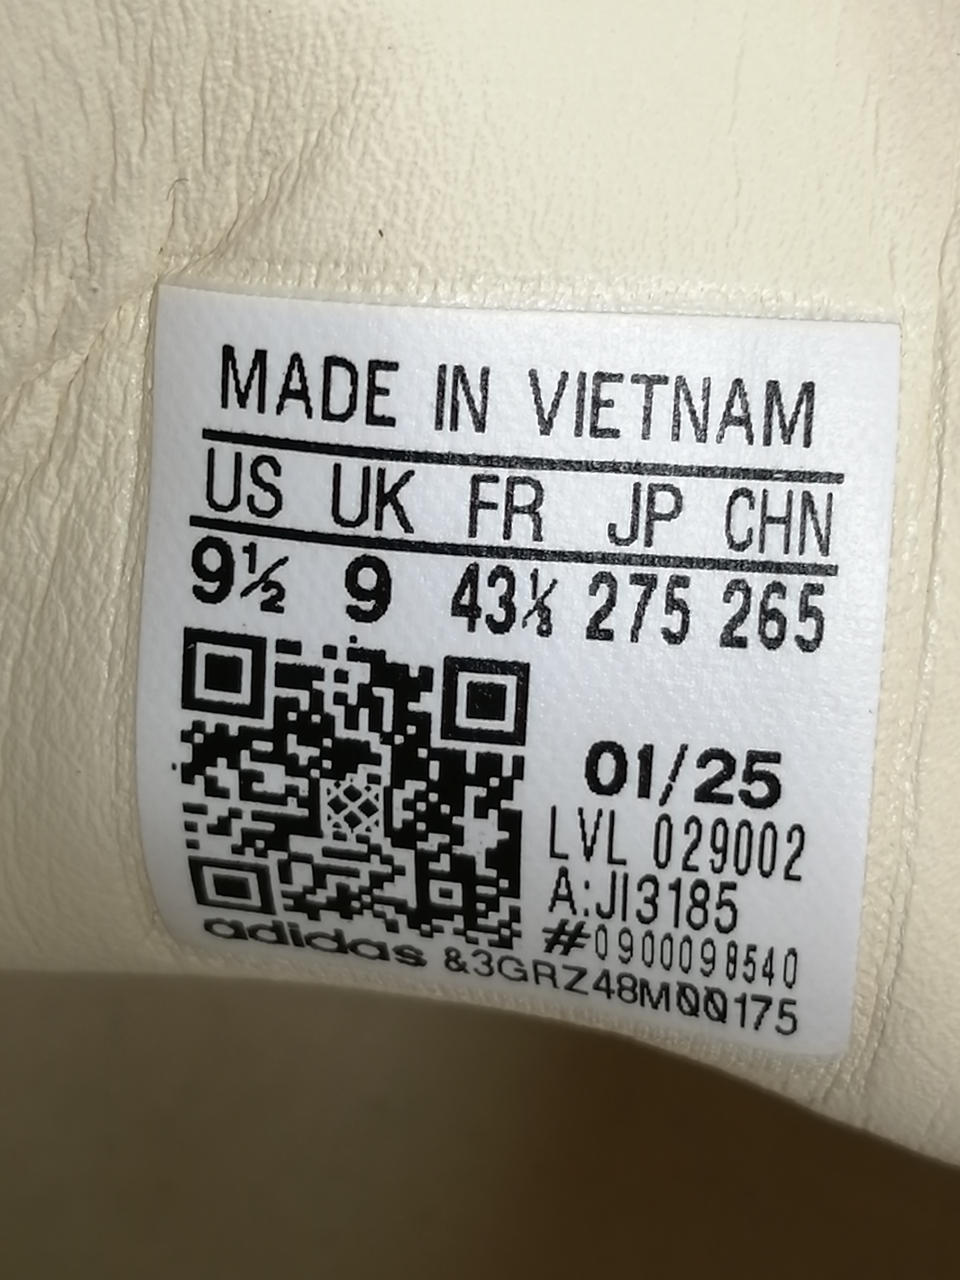 MADE IN VIETNAM
US UK FR JP CHN
9½ 9 43⅓ 275 265
01/25
LVL 029002
A:JI3185
#0900098540
adidas &3GRZ48M00175